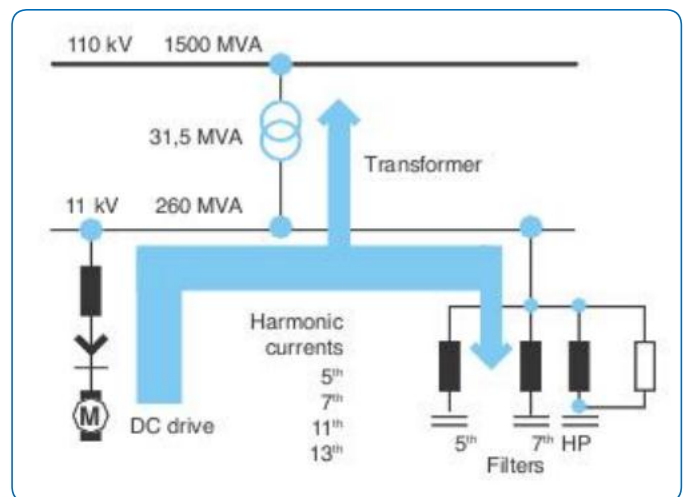 110 kV 1500 MVA
31,5 MVA
Transformer
11 kV 260 MVA
Harmonic
currents
5th
7th
11th
13th
M
DC drive
5th 7th HP
Filters